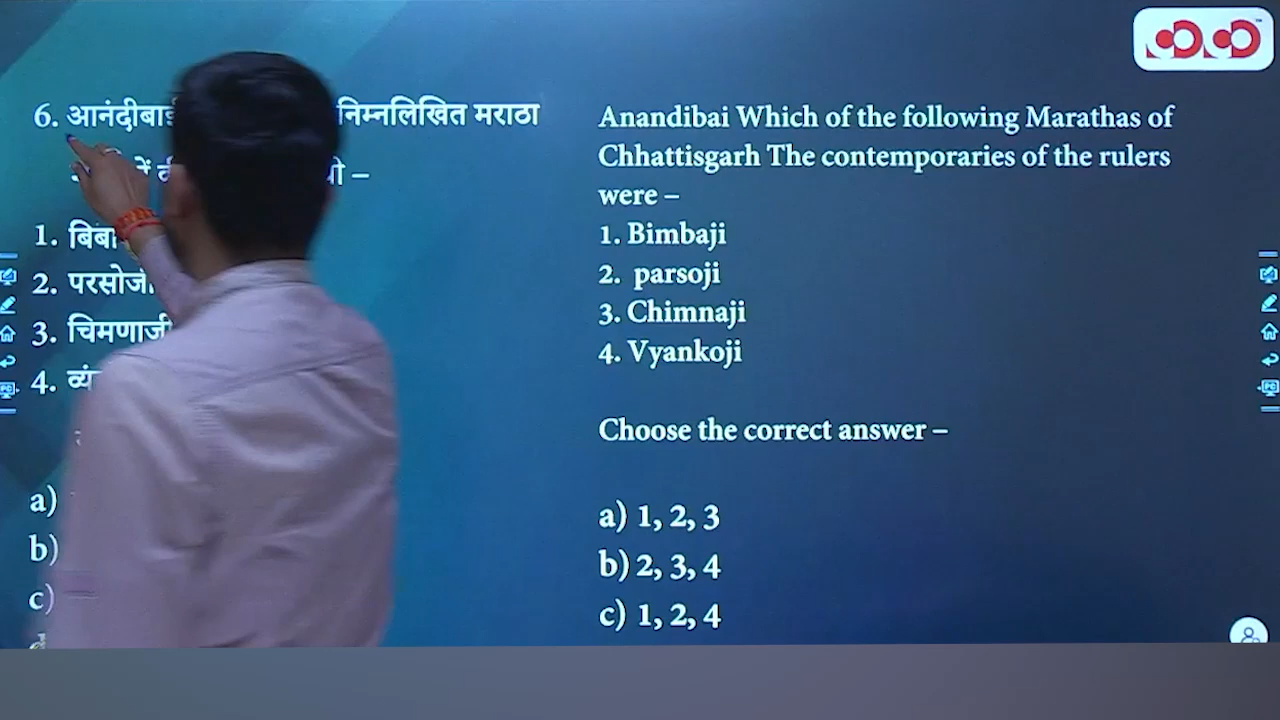 6. आनंदीबाई निम्नलिखित मराठा
–
1.
2. परसोजी
3. चिमणाजी
4.
a)
b)
c)
Anandibai Which of the following Marathas of
Chhattisgarh The contemporaries of the rulers
were –
1. Bimbaji
2. parsoji
3. Chimnaji
4. Vyankoji
Choose the correct answer –
a) 1, 2, 3
b) 2, 3, 4
c) 1, 2, 4